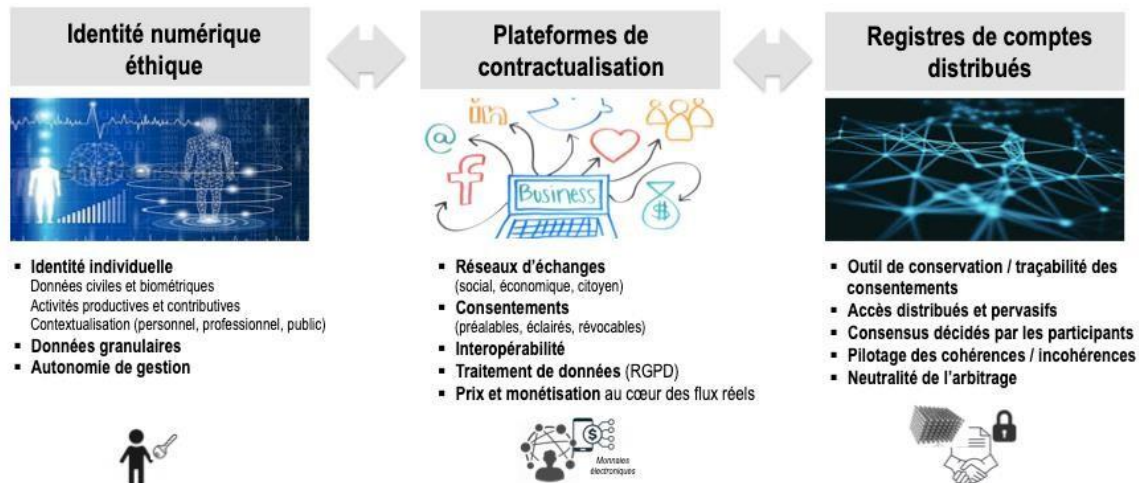 Identité numérique
éthique
Plateformes de
contractualisation
Registres de comptes
distribués
@
in
f
Business
$
▪ Identité individuelle
Données civiles et biométriques
Activités productives et contributives
Contextualisation (personnel, professionnel, public)
▪ Données granulaires
▪ Autonomie de gestion
▪ Réseaux d'échanges
(social, économique, citoyen)
▪ Consentements
(préalables, éclairés, révocables)
▪ Interopérabilité
▪ Traitement de données (RGPD)
▪ Prix et monétisation au cœur des flux réels
$
Monnaies
électroniques
▪ Outil de conservation / traçabilité des
consentements
▪ Accès distribués et pervasifs
▪ Consensus décidés par les participants
▪ Pilotage des cohérences / incohérences
▪ Neutralité de l'arbitrage